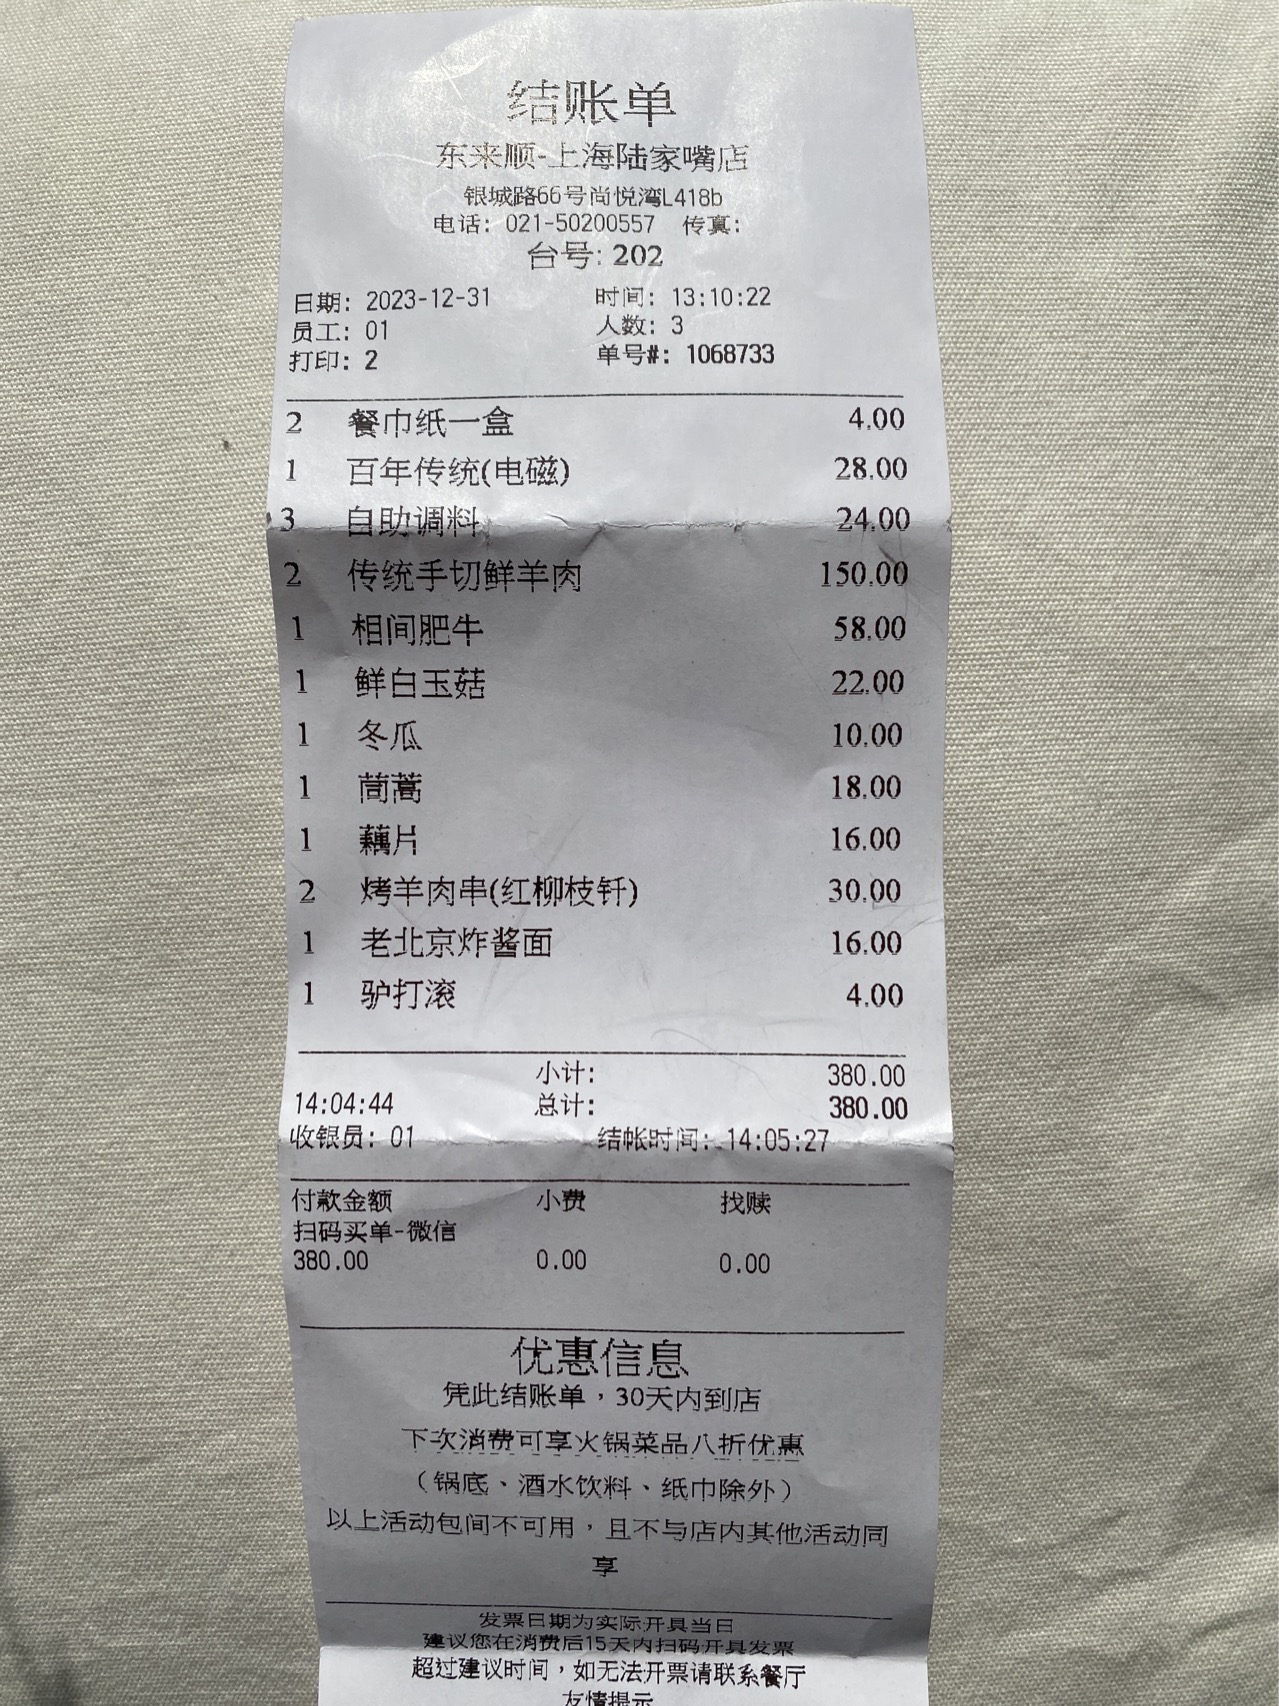 结账单
东来顺-上海陆家嘴店
银城路66号尚悦湾L418b
电话: 021-50200557 传真:
台号: 202
日期: 2023-12-31 时间: 13:10:22
员工: 01 人数: 3
打印: 2 单号#: 1068733
2 餐巾纸一盒 4.00
1 百年传统(电磁) 28.00
3 自助调料 24.00
2 传统手切鲜羊肉 150.00
1 相间肥牛 58.00
1 鲜白玉菇 22.00
1 冬瓜 10.00
1 茼蒿 18.00
1 藕片 16.00
2 烤羊肉串(红柳枝钎) 30.00
1 老北京炸酱面 16.00
1 驴打滚 4.00
小计: 380.00
14:04:44 总计: 380.00
收银员: 01 结帐时间: 14:05:27
付款金额 小费 找赎
扫码买单-微信
380.00 0.00 0.00
优惠信息
凭此结账单，30天内到店
下次消费可享火锅菜品八折优惠
（锅底、酒水饮料、纸巾除外）
以上活动包间不可用，且不与店内其他活动同
享
发票日期为实际开具当日
建议您在消费后15天内扫码开具发票
超过建议时间，如无法开票请联系餐厅
友情提示